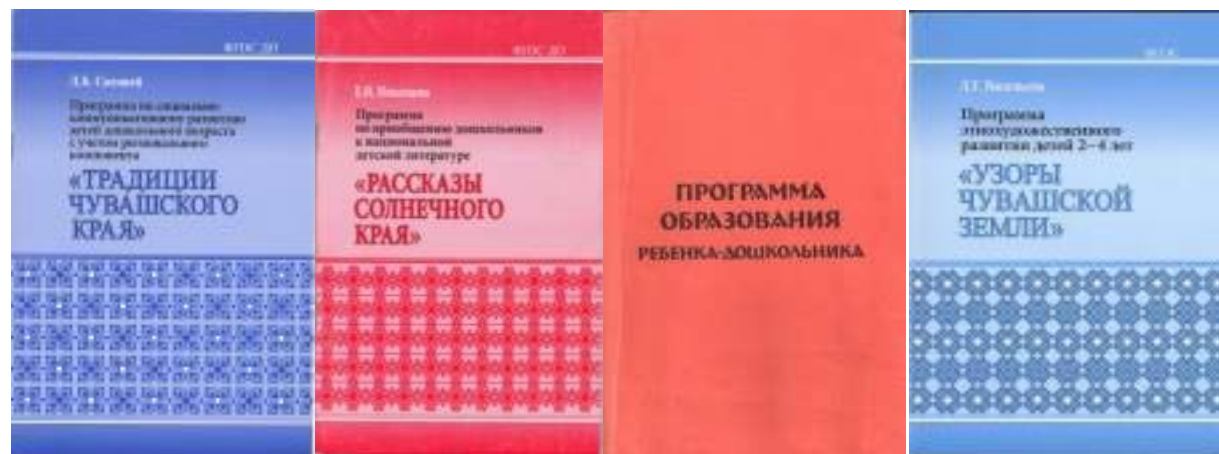 ФГОС ДО
Программа по социально-
коммуникативному развитию
детей дошкольного возраста
с учетом регионального
компонента
«ТРАДИЦИИ
ЧУВАШСКОГО
КРАЯ»
ФГОС ДО
Программа
по приобщению дошкольников
к национальной
детской литературе
«РАССКАЗЫ
СОЛНЕЧНОГО
КРАЯ»
ПРОГРАММА
ОБРАЗОВАНИЯ
РЕБЕНКА-ДОШКОЛЬНИКА
Программа
этнохудожественного
развития детей 2–4 лет
«УЗОРЫ
ЧУВАШСКОЙ
ЗЕМЛИ»